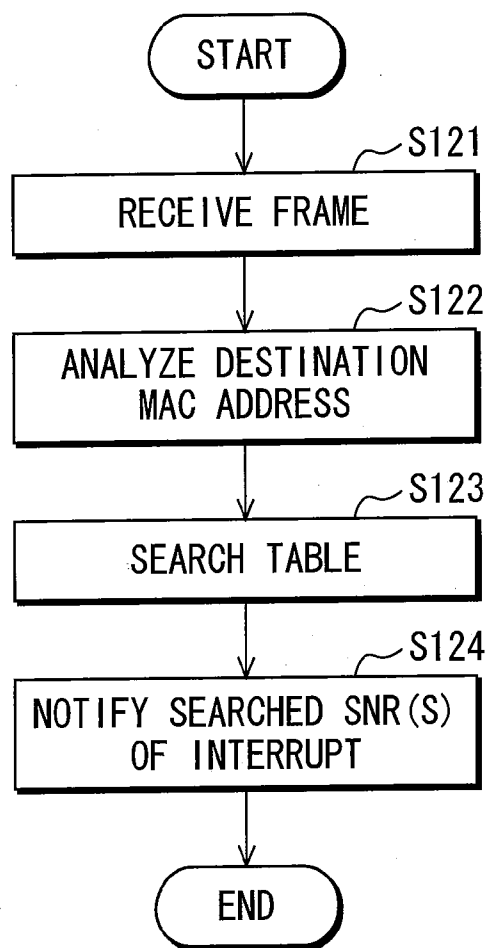 START
S121
RECEIVE FRAME
S122
ANALYZE DESTINATION
MAC ADDRESS
S123
SEARCH TABLE
S124
NOTIFY SEARCHED SNR(S)
OF INTERRUPT
END